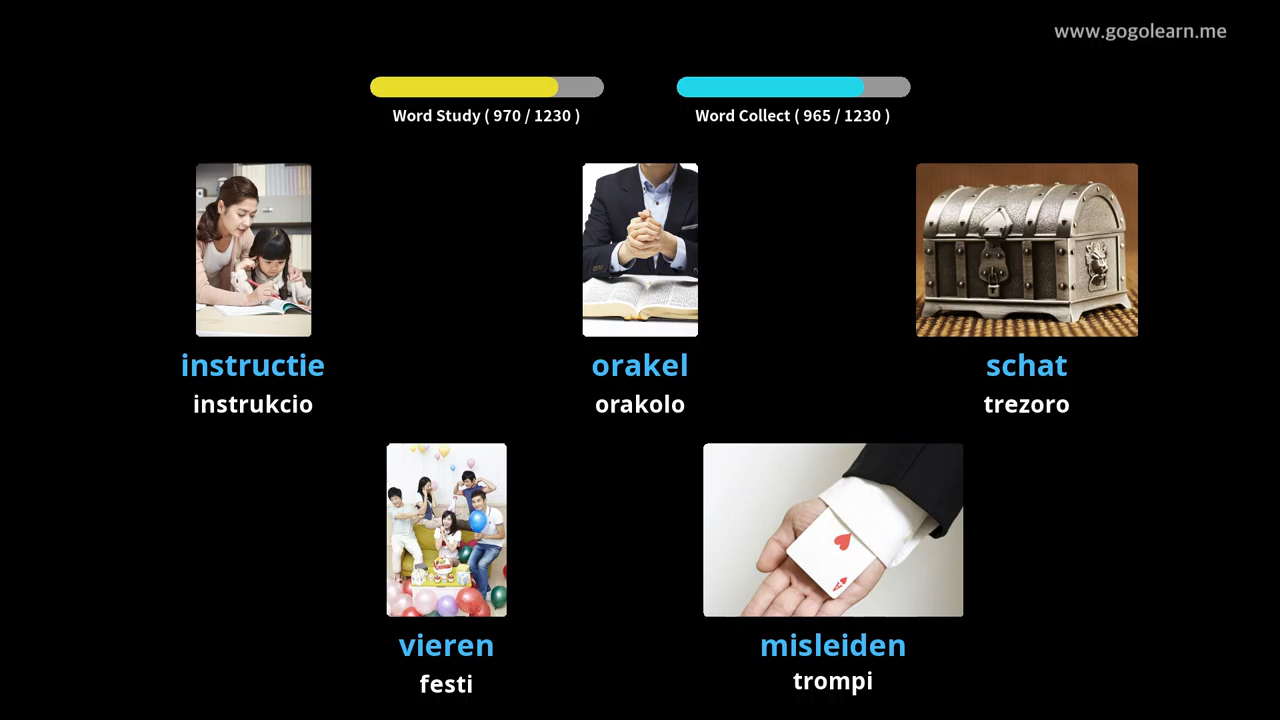 www.gogolearn.me
Word Study ( 970 / 1230 )
Word Collect ( 965 / 1230 )
instructie
instrukcio
orakel
orakolo
schat
trezoro
vieren
festi
misleiden
trompi